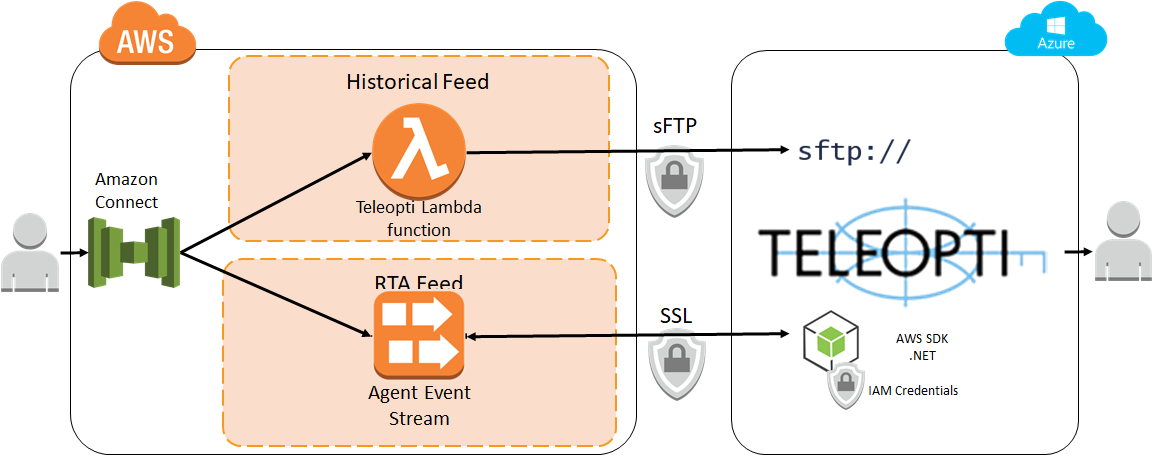 AWS
Azure
Historical Feed
sFTP
sftp://
Amazon
Connect
Teleopti Lambda
function
TELEOPTI
RTA Feed
SSL
AWS SDK
.NET
IAM Credentials
Agent Event
Stream